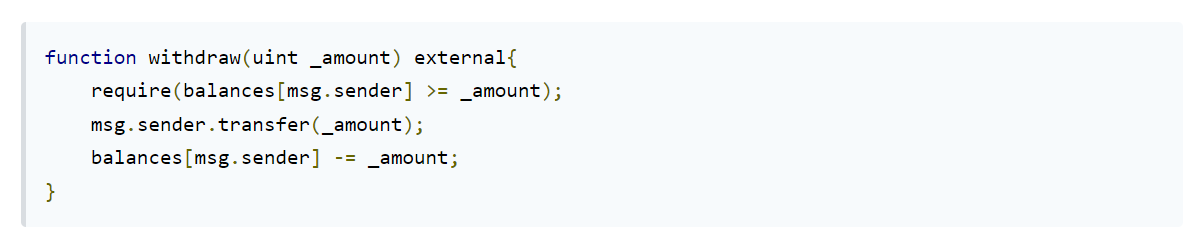 function withdraw(uint _amount) external{
    require(balances[msg.sender] >= _amount);
    msg.sender.transfer(_amount);
    balances[msg.sender] -= _amount;
}